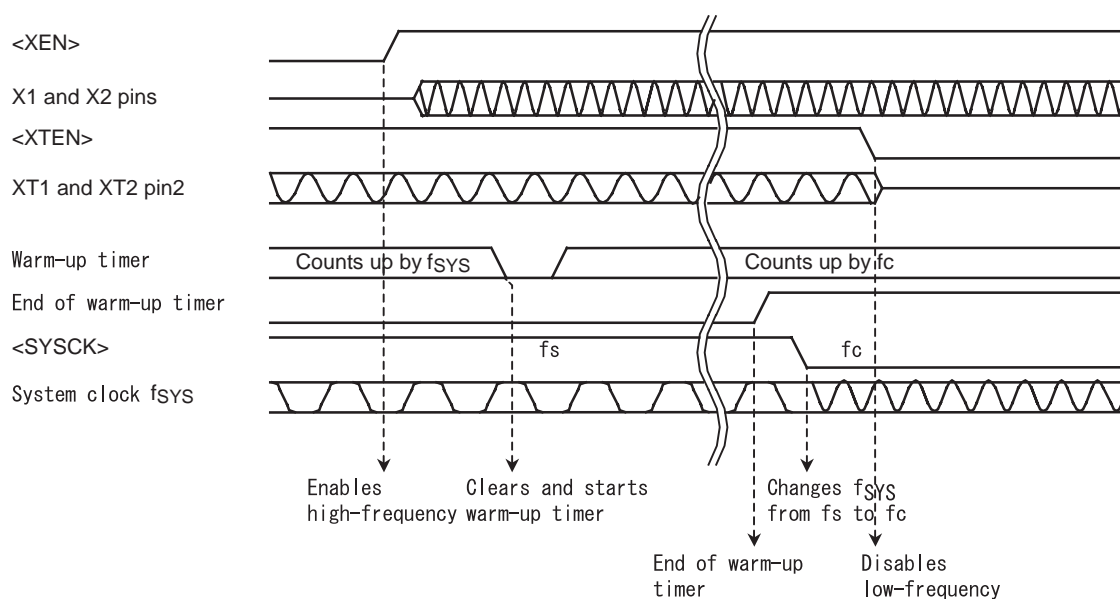 <XEN>
X1 and X2 pins
<XTEN>
XT1 and XT2 pin2
Warm-up timer
Counts up by fSYS
Counts up by fc
End of warm-up timer
<SYSCK>
fs
fc
System clock fSYS
Enables
high-frequency
Clears and starts
warm-up timer
Changes fSYS
from fs to fc
End of warm-up
timer
Disables
low-frequency